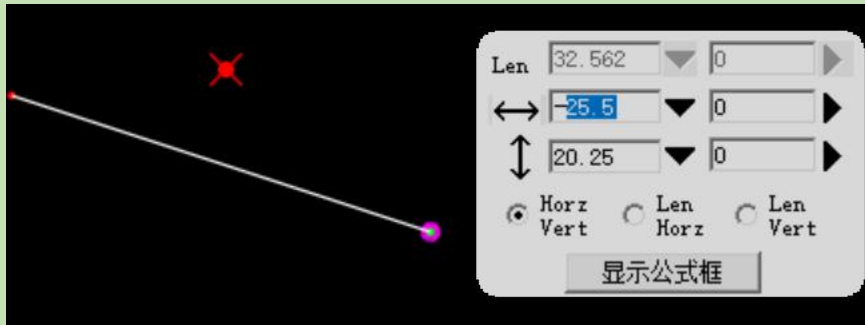 Len 32.562 0
-25.5 0
20.25 0
Horz Vert
Len Horz
Len Vert
显示公式框